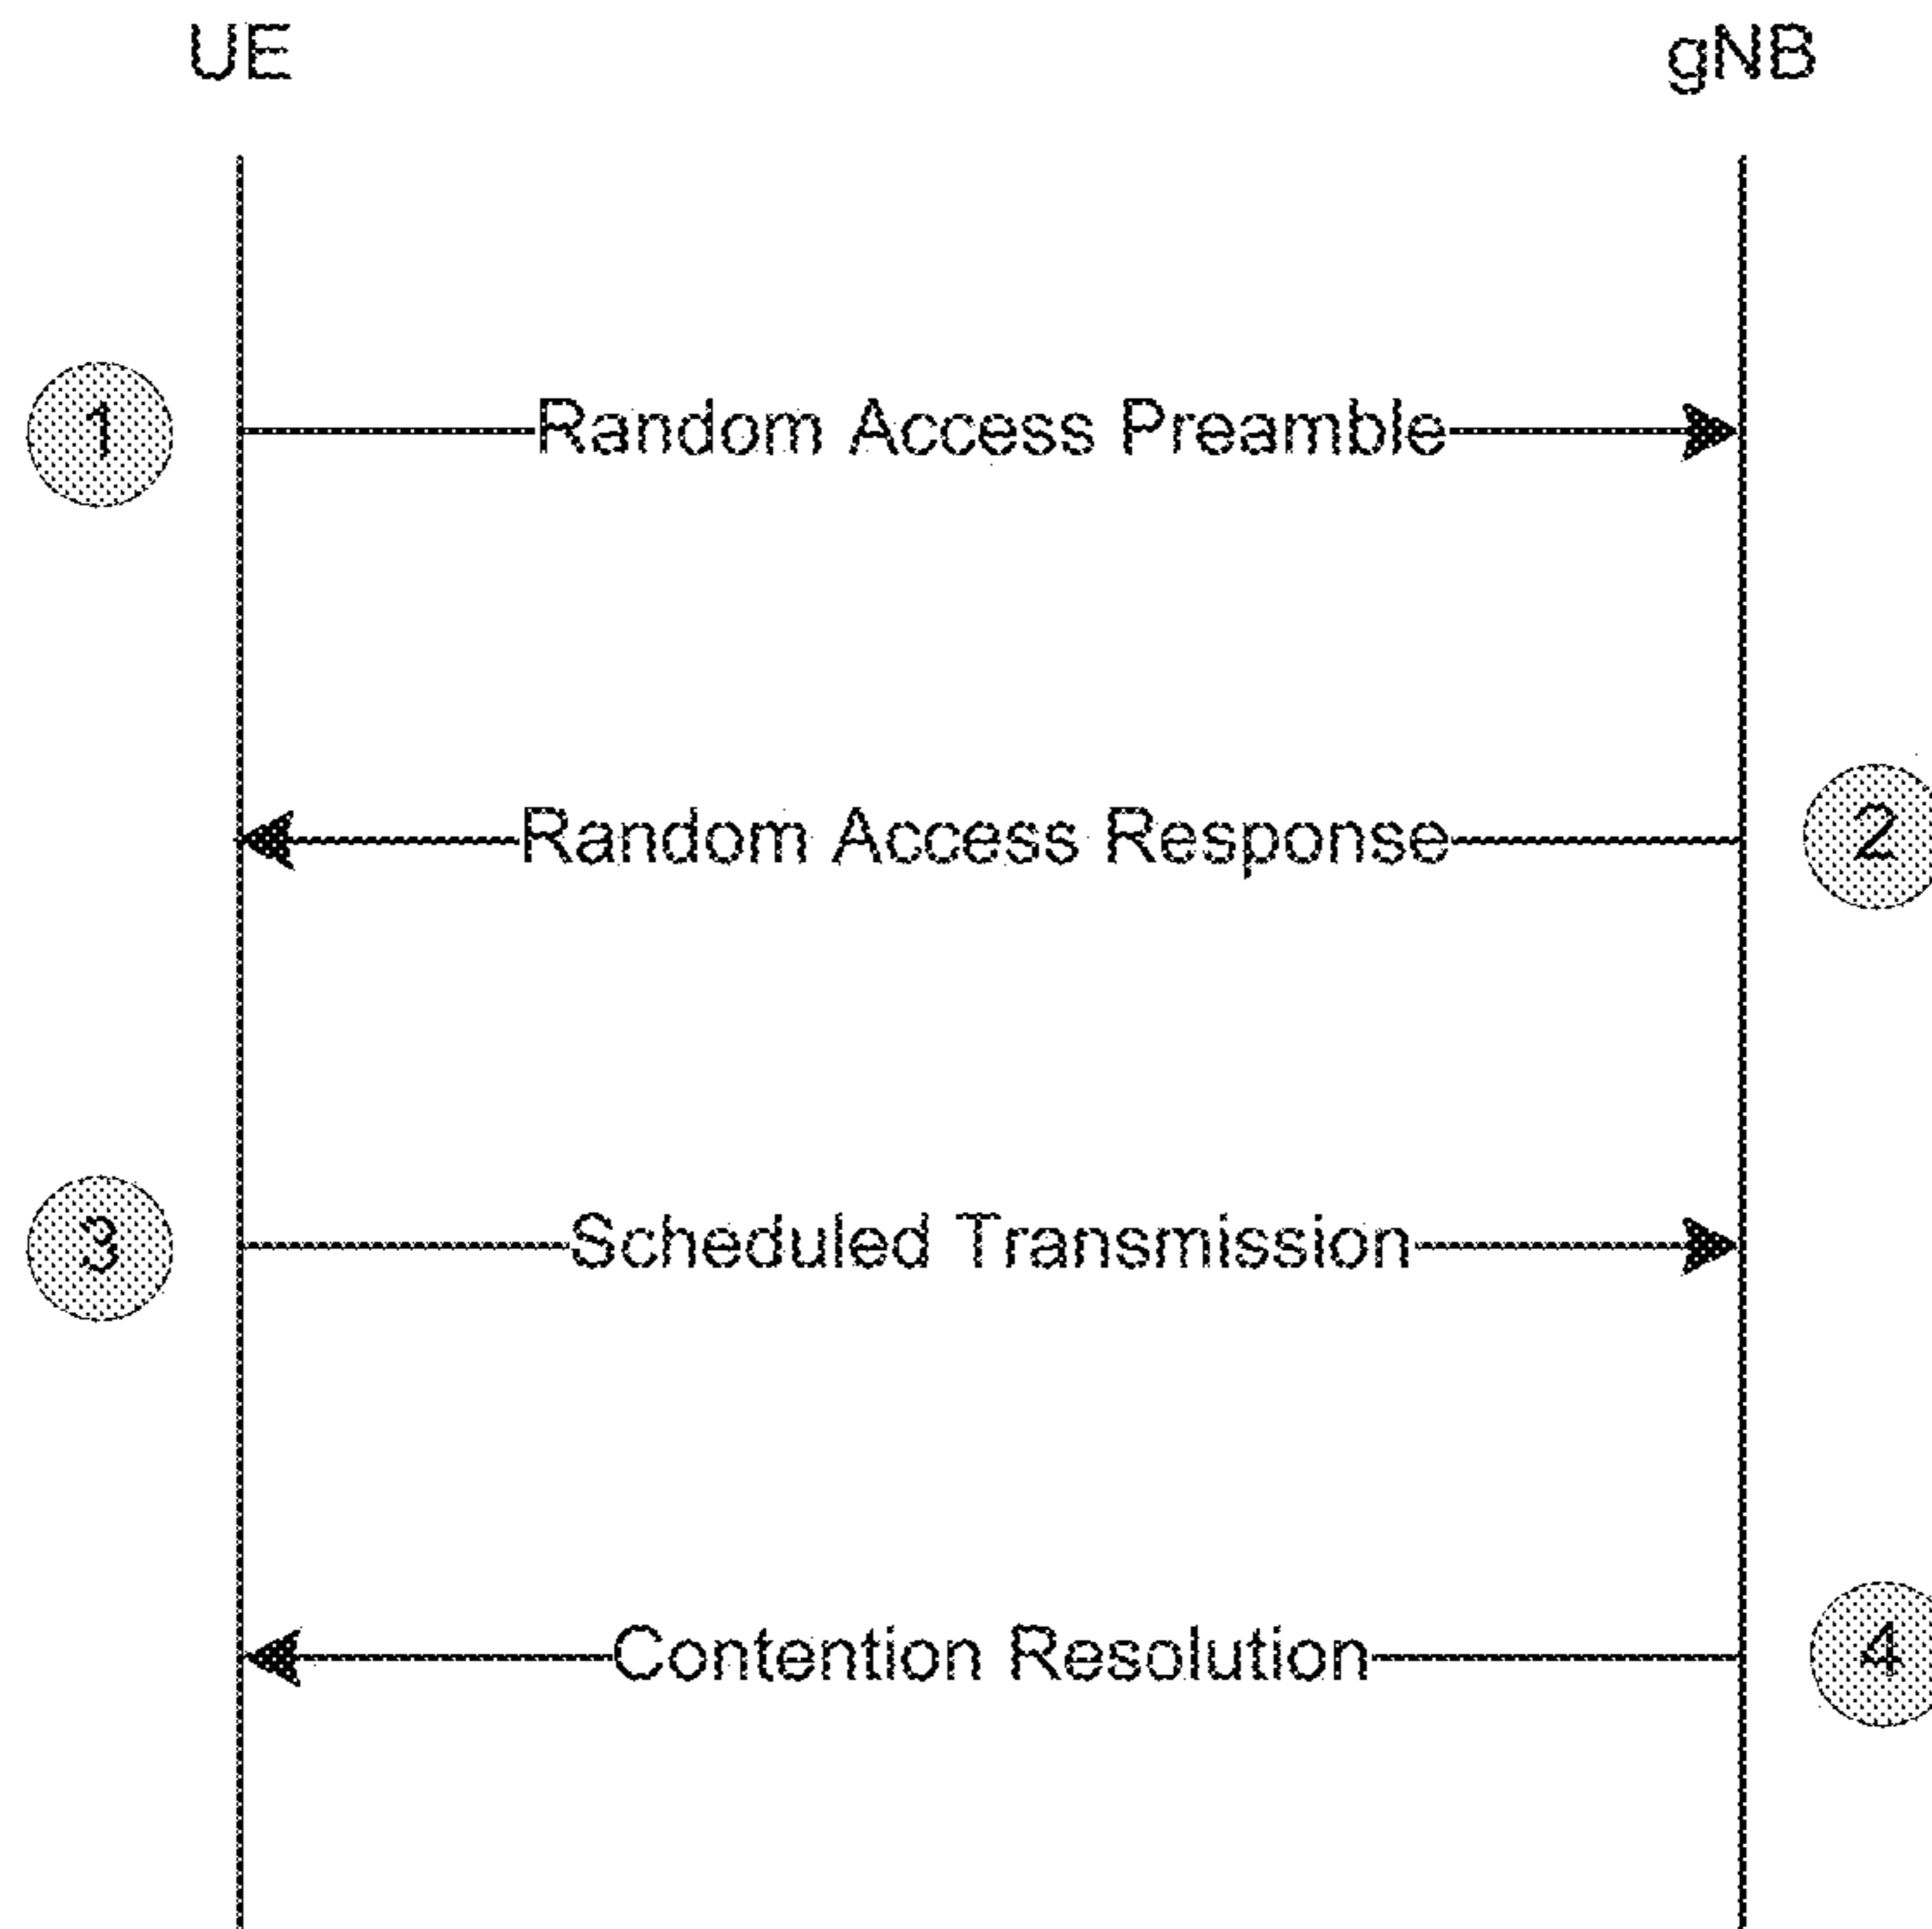 UE gNB
1 Random Access Preamble
Random Access Response 2
3 Scheduled Transmission
Contention Resolution 4